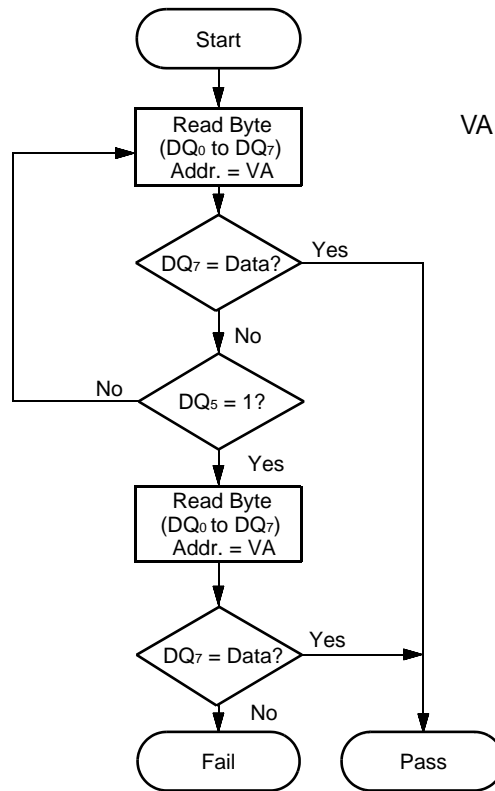 Start
VA
Read Byte
(DQ0 to DQ7)
Addr. = VA
DQ7 = Data?
Yes
No
No
DQ5 = 1?
Yes
Read Byte
(DQ0 to DQ7)
Addr. = VA
DQ7 = Data?
Yes
No
Fail
Pass